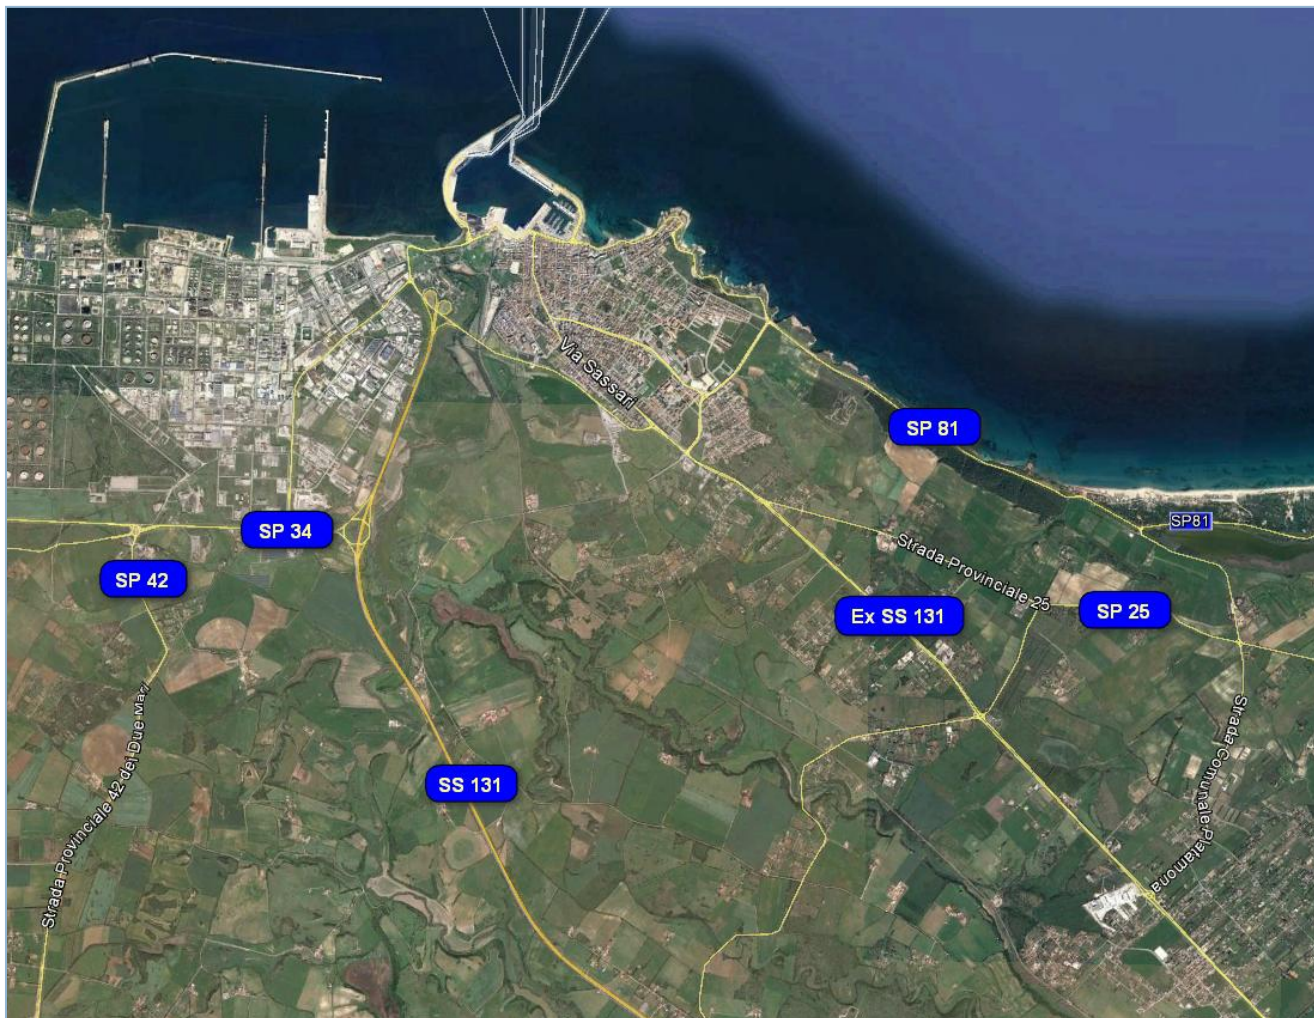 Via Sassari
SP 81
SP81
SP 34
Strada Provinciale 25
SP 42
SP 25
Ex SS 131
Strada Provinciale 42 dei Due Mari
SS 131
Strada Comunale Platamona